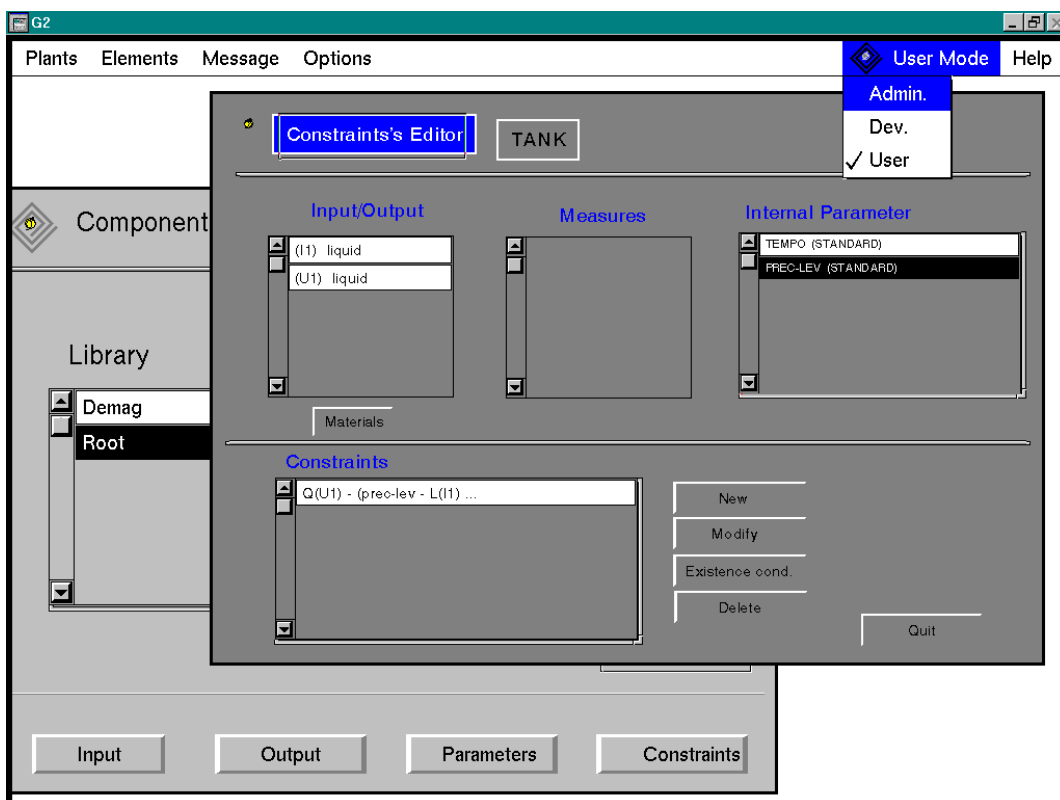 G2
Plants Elements Message Options User Mode Help
Admin.
Dev.
✓ User
Constraints's Editor TANK
Component
Input/Output Measures Internal Parameter
(I1) liquid
(U1) liquid
TEMPO (STANDARD)
PREC-LEV (STANDARD)
Library
Demag
Root
Materials
Constraints
Q(U1) - (prec-lev - L(I1) ...
New
Modify
Existence cond.
Delete
Quit
Input Output Parameters Constraints